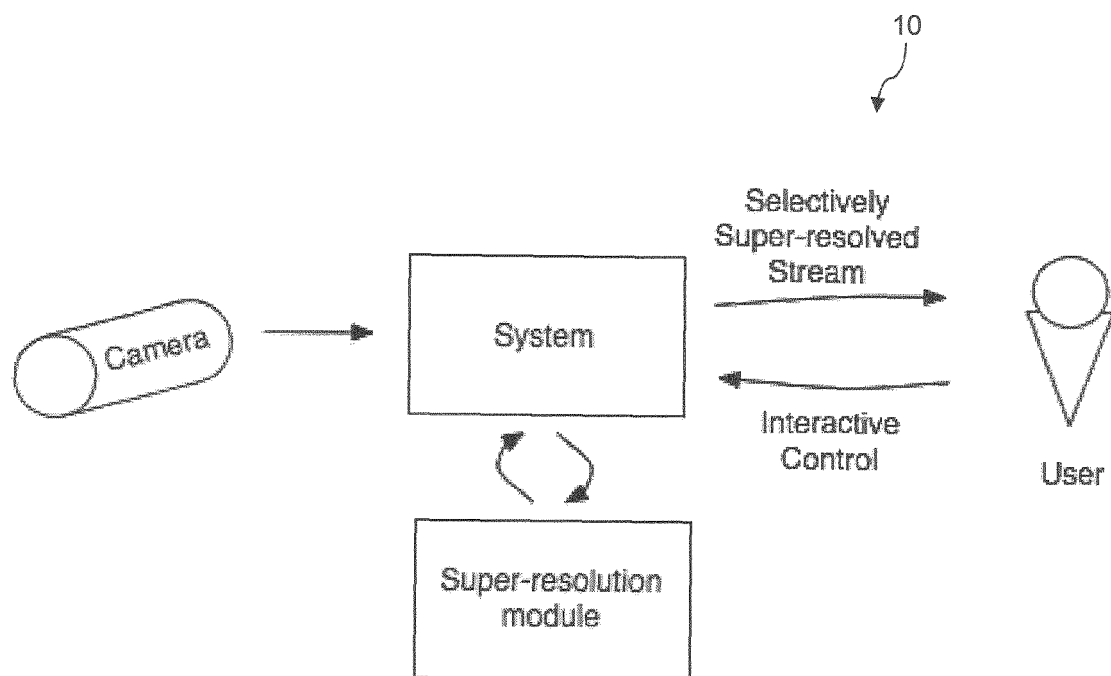 10
Selectively
Super-resolved
Stream
Camera
System
Interactive
Control
User
Super-resolution
module